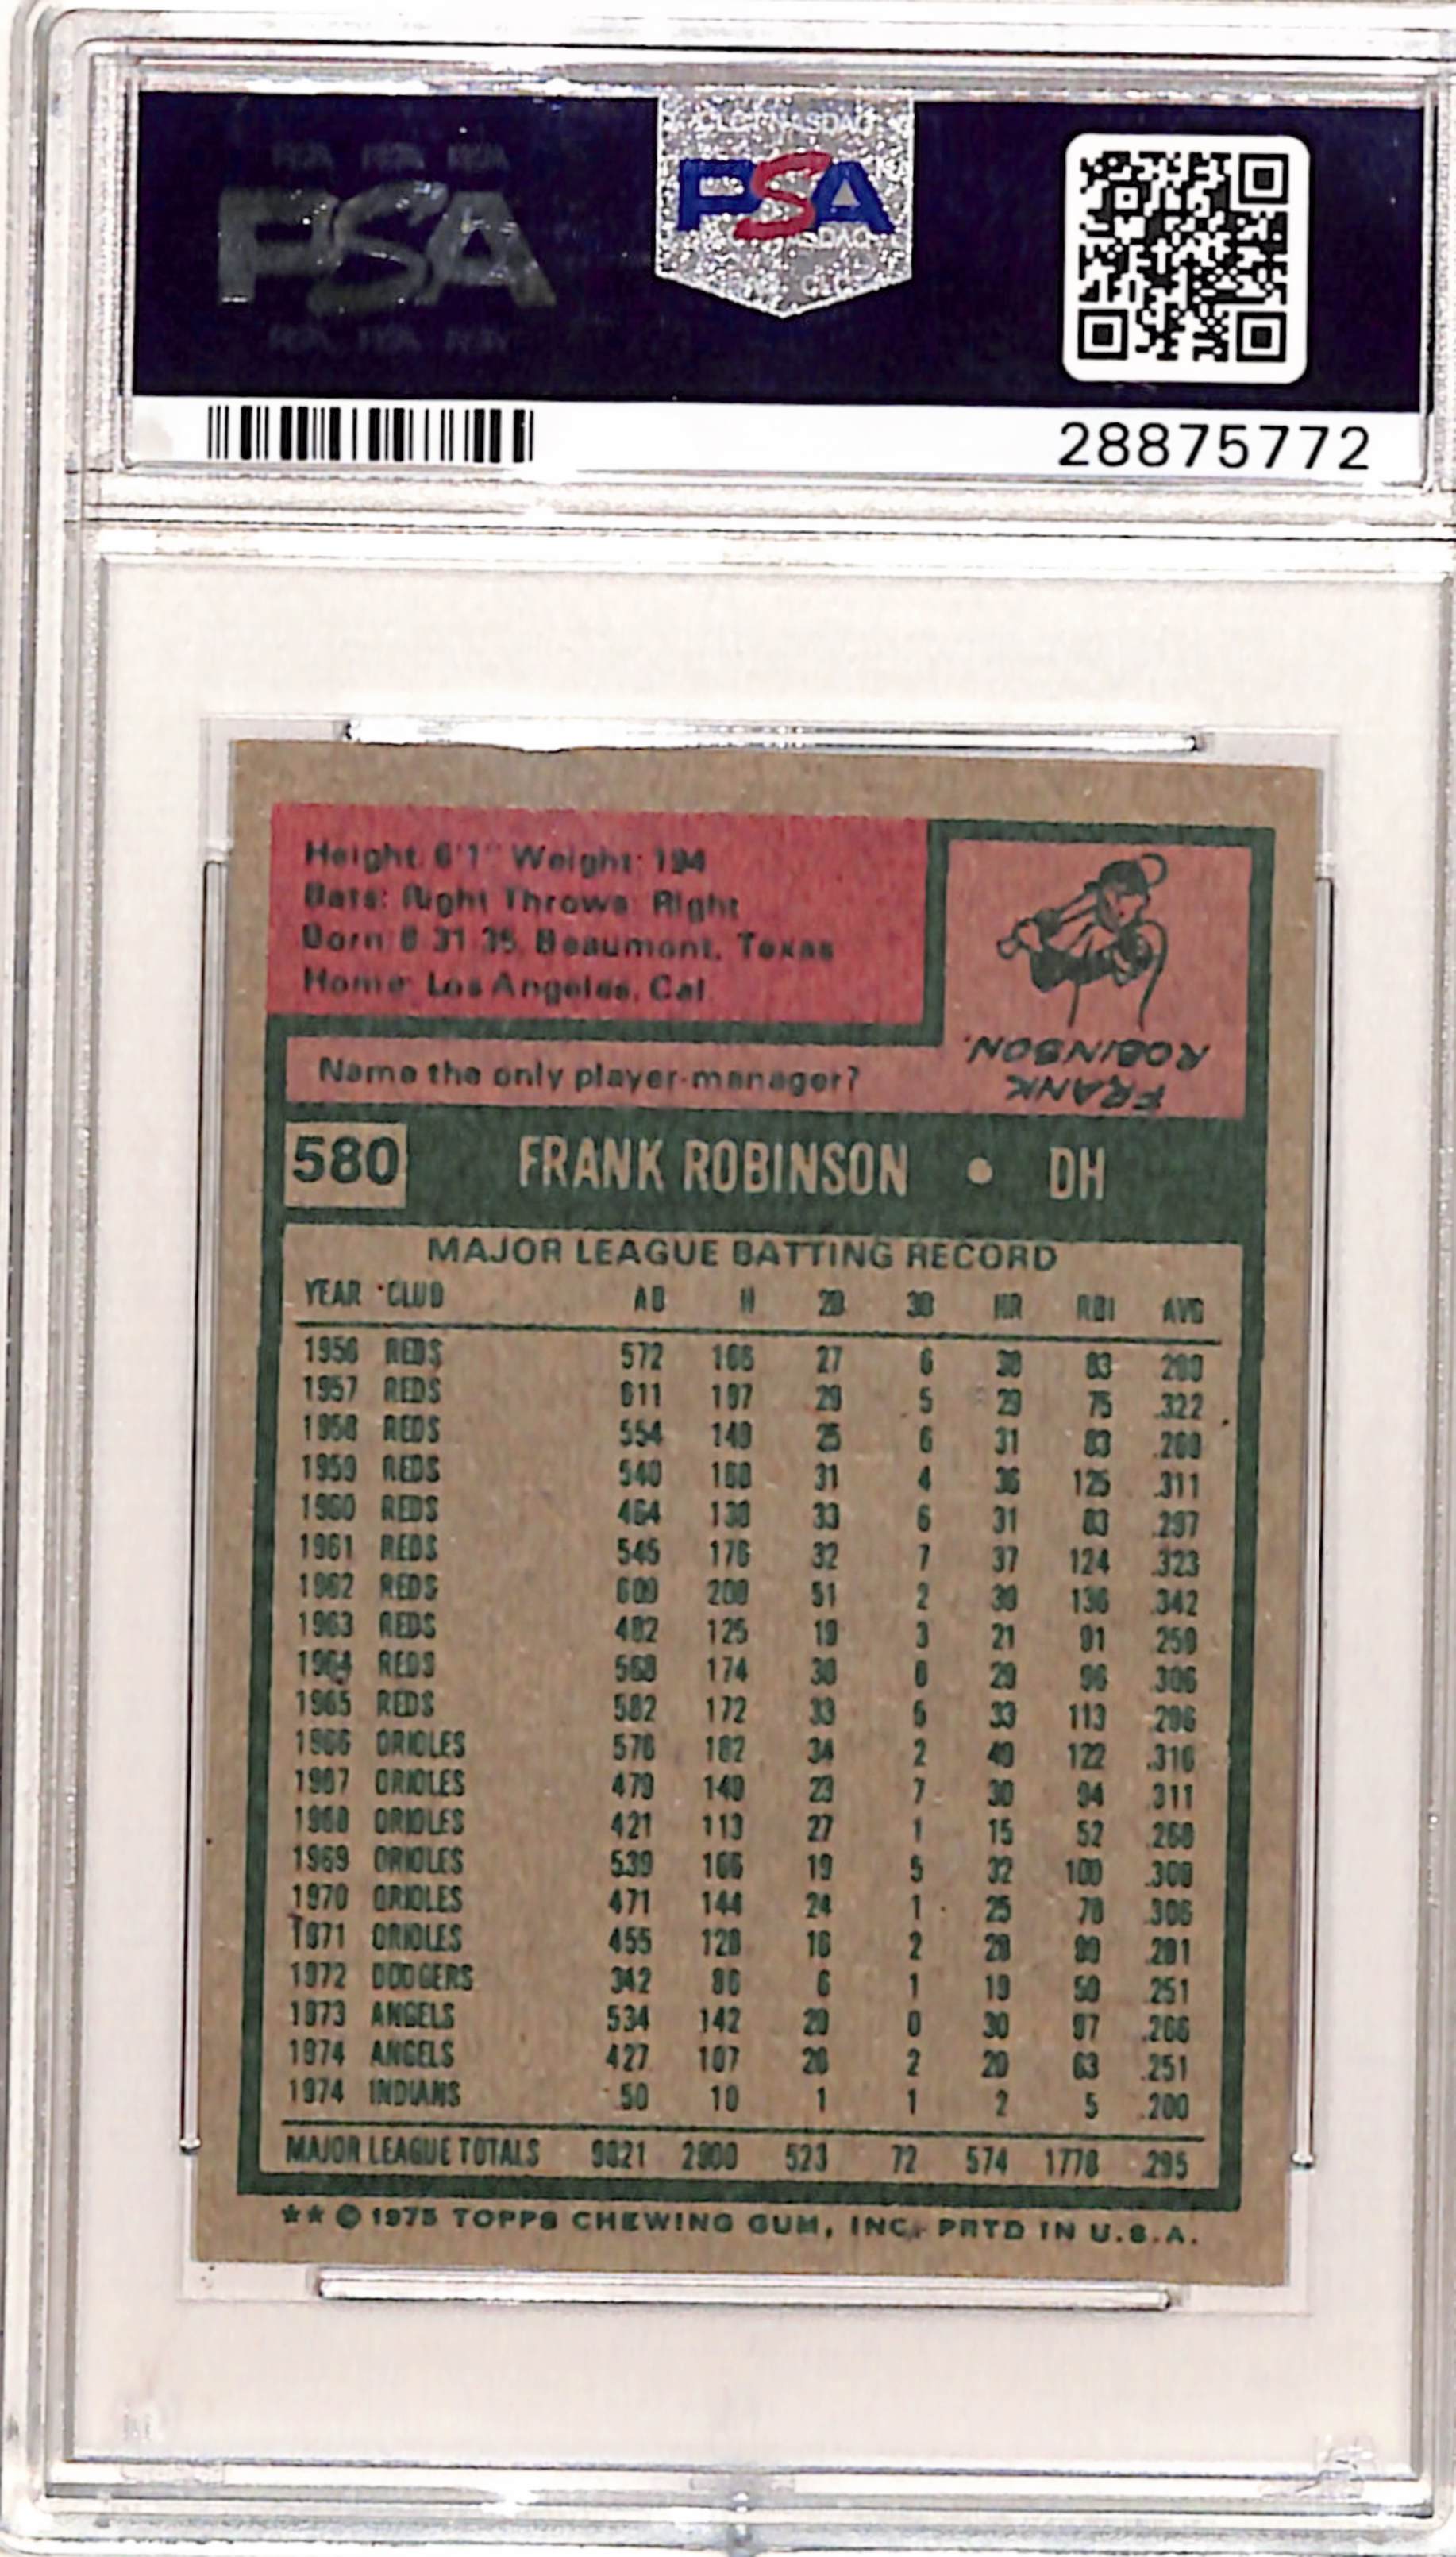 PSA
PSA
28875772
Height: 6'1" Weight: 194
Bats: Right Throws: Right
Born: 8-31-35, Beaumont, Texas
Home: Los Angeles, Cal.
Name the only player-manager?
FRANK
ROBINSON.
580 FRANK ROBINSON • DH
MAJOR LEAGUE BATTING RECORD
YEAR CLUB AB H 2B 3B HR RBI AVG
1956 REDS 572 166 27 6 38 83 .290
1957 REDS 611 197 29 5 29 75 .322
1958 REDS 554 149 25 6 31 83 .269
1959 REDS 540 168 31 4 36 125 .311
1960 REDS 464 138 33 6 31 83 .297
1961 REDS 545 176 32 7 37 124 .323
1962 REDS 609 208 51 2 39 136 .342
1963 REDS 482 125 19 3 21 91 .259
1964 REDS 568 174 38 6 29 96 .306
1965 REDS 582 172 33 5 33 113 .296
1966 ORIOLES 576 182 34 2 49 122 .316
1967 ORIOLES 479 149 23 7 30 94 .311
1968 ORIOLES 421 113 27 1 15 52 .268
1969 ORIOLES 539 166 19 5 32 100 .308
1970 ORIOLES 471 144 24 1 25 78 .306
1971 ORIOLES 455 128 16 2 28 99 .281
1972 DODGERS 342 86 6 1 19 59 .251
1973 ANGELS 534 142 29 0 30 97 .266
1974 ANGELS 427 107 26 2 20 63 .251
1974 INDIANS 50 10 1 1 2 5 .200
MAJOR LEAGUE TOTALS 9821 2900 523 72 574 1778 .295
★★ © 1975 TOPPS CHEWING GUM, INC. PRTD IN U.S.A.